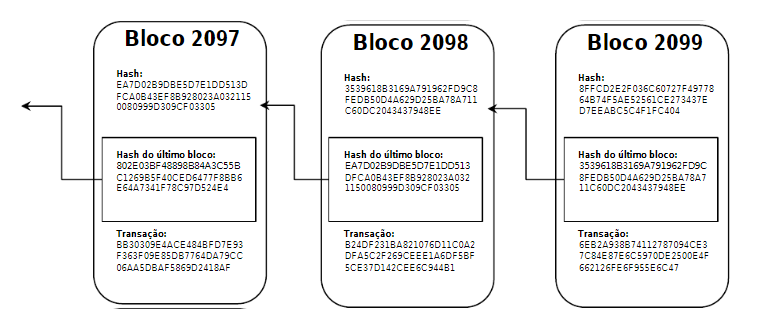 Bloco 2097
Hash:
EA7D02B9DBE5D7E1DD513D
FCA0B43EF8B928023A032115
0080999D309CF03305
Hash do último bloco:
802E03BF48898B84A3C55B
C1269B5F40CED6477F8BB6
E64A7341F78C97D524E4
Transação:
BB30309E4ACE484BFD7E93
F363F09E85DB7764DA79CC
06AA5DBAF5869D2418AF
Bloco 2098
Hash:
3539618B3169A791962FD9C8
FEDB50D4A629D25BA78A711
C60DC2043437948EE
Hash do último bloco:
EA7D02B9DBE5D7E1DD513
DFCA0B43EF8B928023A032
1150080999D309CF03305
Transação:
B24DF231BA821076D11C0A2
DFA5C2F269CEEE1A6DF5BF
5CE37D142CEE6C944B1
Bloco 2099
Hash:
8FFCD2E2F036C60727F49778
64B74F5AE52561CE273437E
D7EEABC5C4F1FC404
Hash do último bloco:
3539618B3169A791962FD9C
8FEDB50D4A629D25BA78A7
11C60DC2043437948EE
Transação:
6EB2A938B74112787094CE3
7C84E87E6C5970DE2500E4F
662126FE6F955E6C47